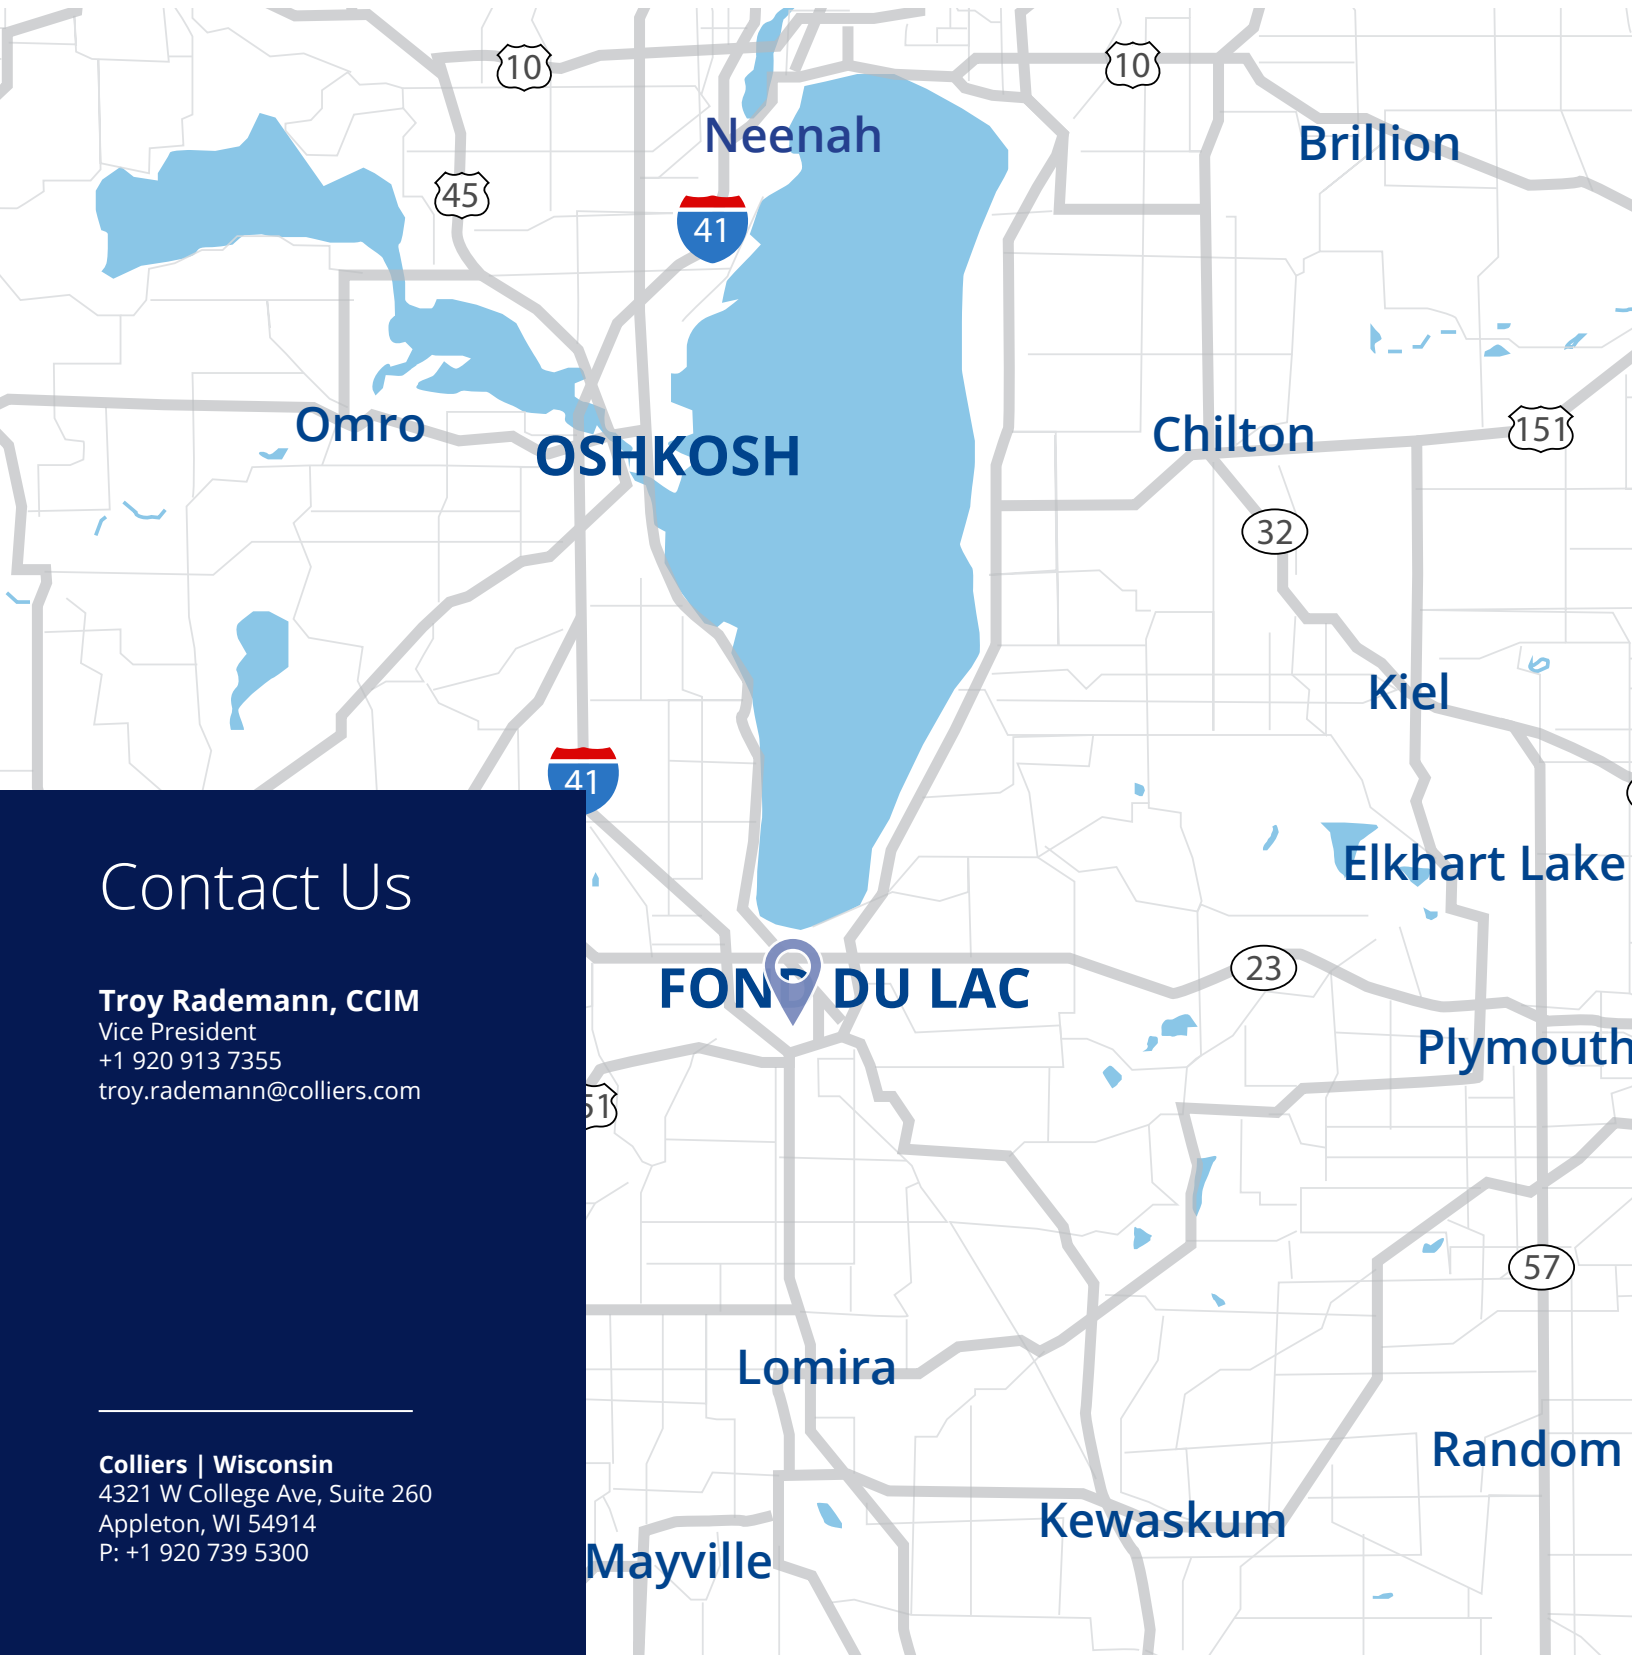 10
10
Neenah
Brillion
45
41
Omro
OSHKOSH
Chilton
151
32
Kiel
41
Elkhart Lake
FOND DU LAC
23
Plymouth
51
57
Lomira
Random
Kewaskum
Mayville
Contact Us
Troy Rademann, CCIM
Vice President
+1 920 913 7355
troy.rademann@colliers.com
Colliers | Wisconsin
4321 W College Ave, Suite 260
Appleton, WI 54914
P: +1 920 739 5300